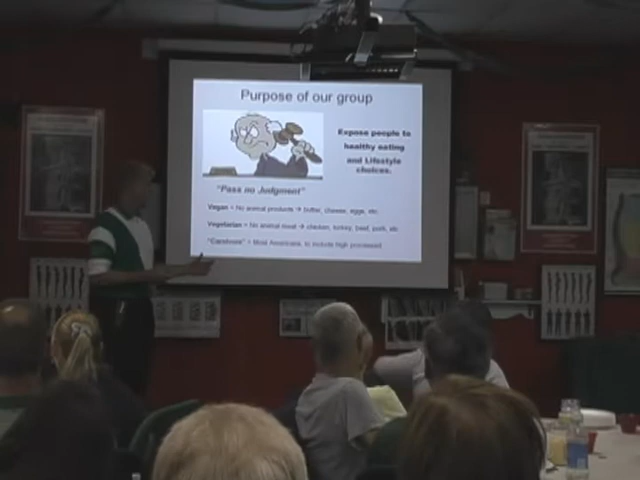 Purpose of our group
Expose people to
healthy eating
and Lifestyle
choices.
"Pass no Judgment"
Vegan = No animal products → butter, cheese, eggs, etc.
Vegetarian = No animal meat → chicken, turkey, beef, pork, etc
"Carnivore" = Most Americans, to include high processed